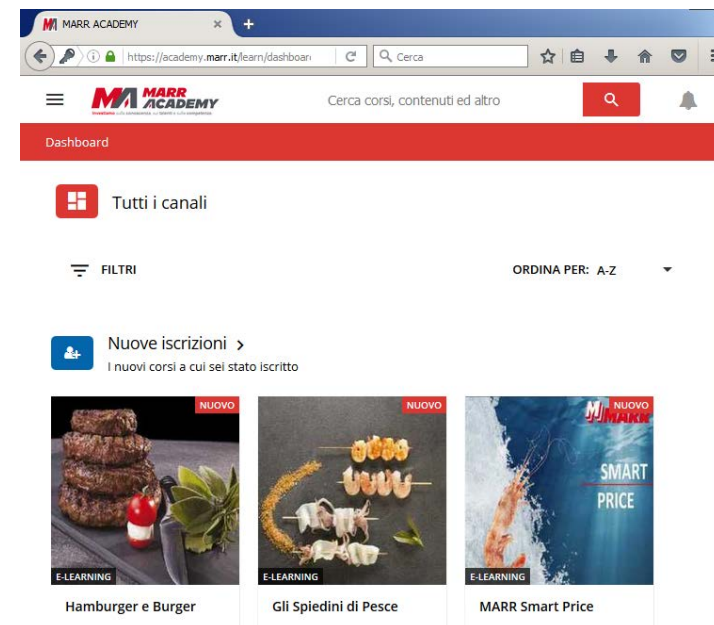 MARR ACADEMY
https://academy.marr.it/learn/dashboar
Cerca
MARR
ACADEMY
Cerca corsi, contenuti ed altro
Dashboard
Tutti i canali
FILTRI
ORDINA PER: A-Z
Nuove iscrizioni >
I nuovi corsi a cui sei stato iscritto
NUOVO
NUOVO
NUOVO
MARR
SMART
PRICE
E-LEARNING
E-LEARNING
E-LEARNING
Hamburger e Burger
Gli Spiedini di Pesce
MARR Smart Price